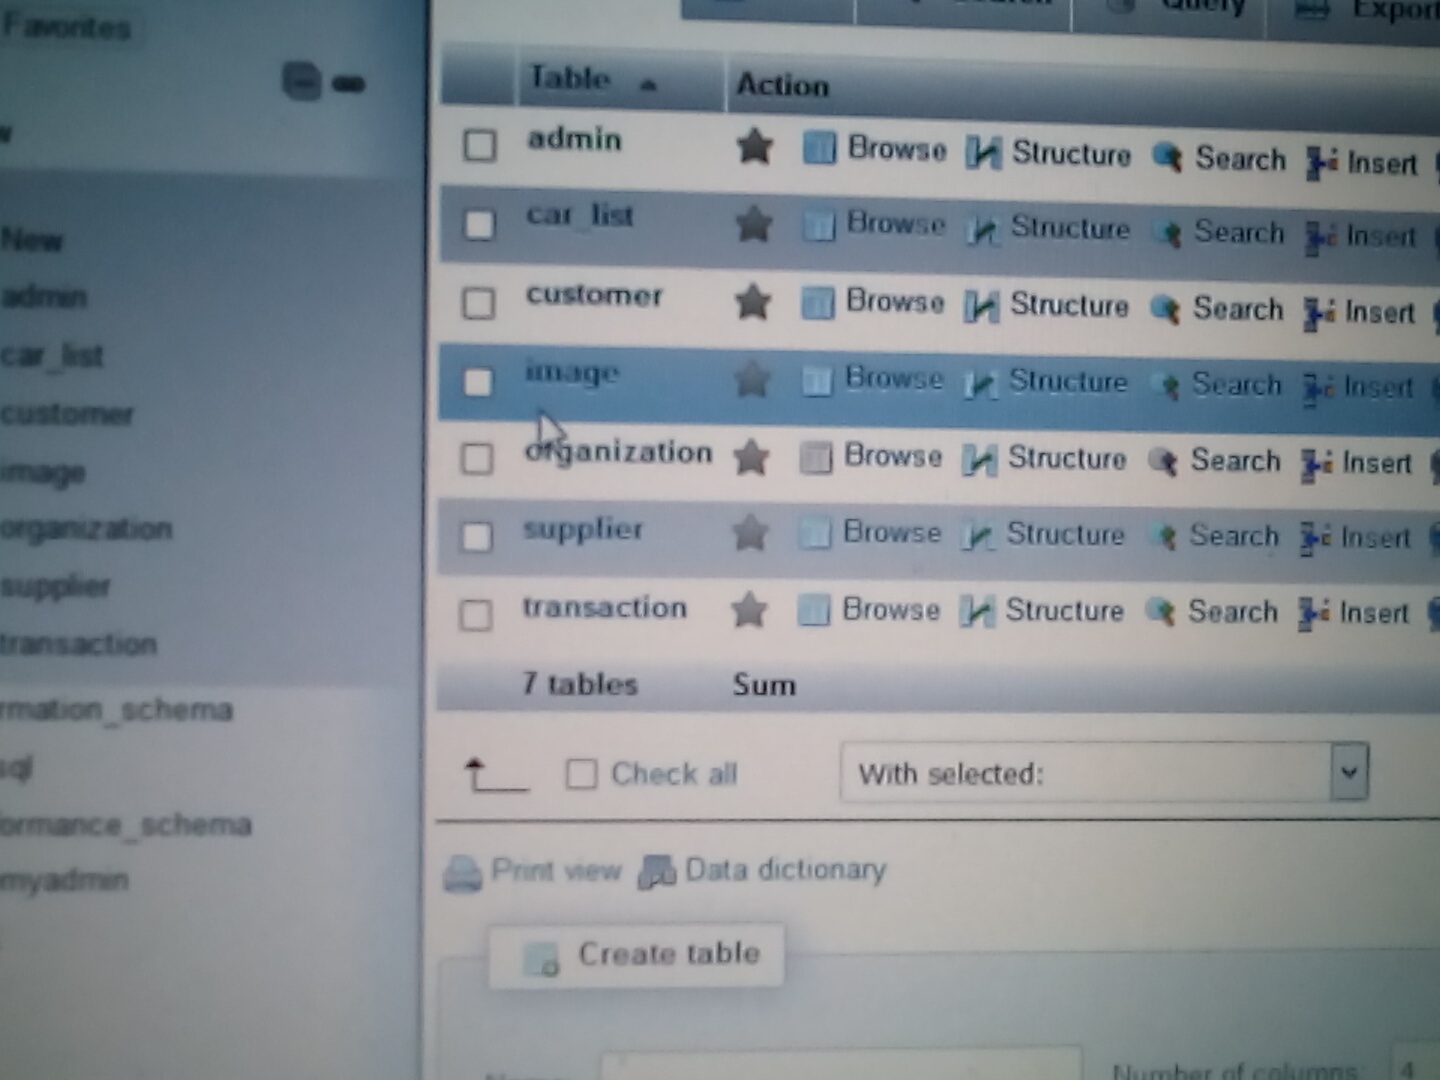 Favorites
Query Export
Table Action
admin Browse Structure Search Insert
car_list Browse Structure Search Insert
customer Browse Structure Search Insert
image Browse Structure Search Insert
organization Browse Structure Search Insert
supplier Browse Structure Search Insert
transaction Browse Structure Search Insert
7 tables Sum
Check all With selected:
Print view Data dictionary
Create table
Number of columns: 4
New
admin
car_list
customer
image
organization
supplier
transaction
rmation_schema
sql
ormance_schema
myadmin